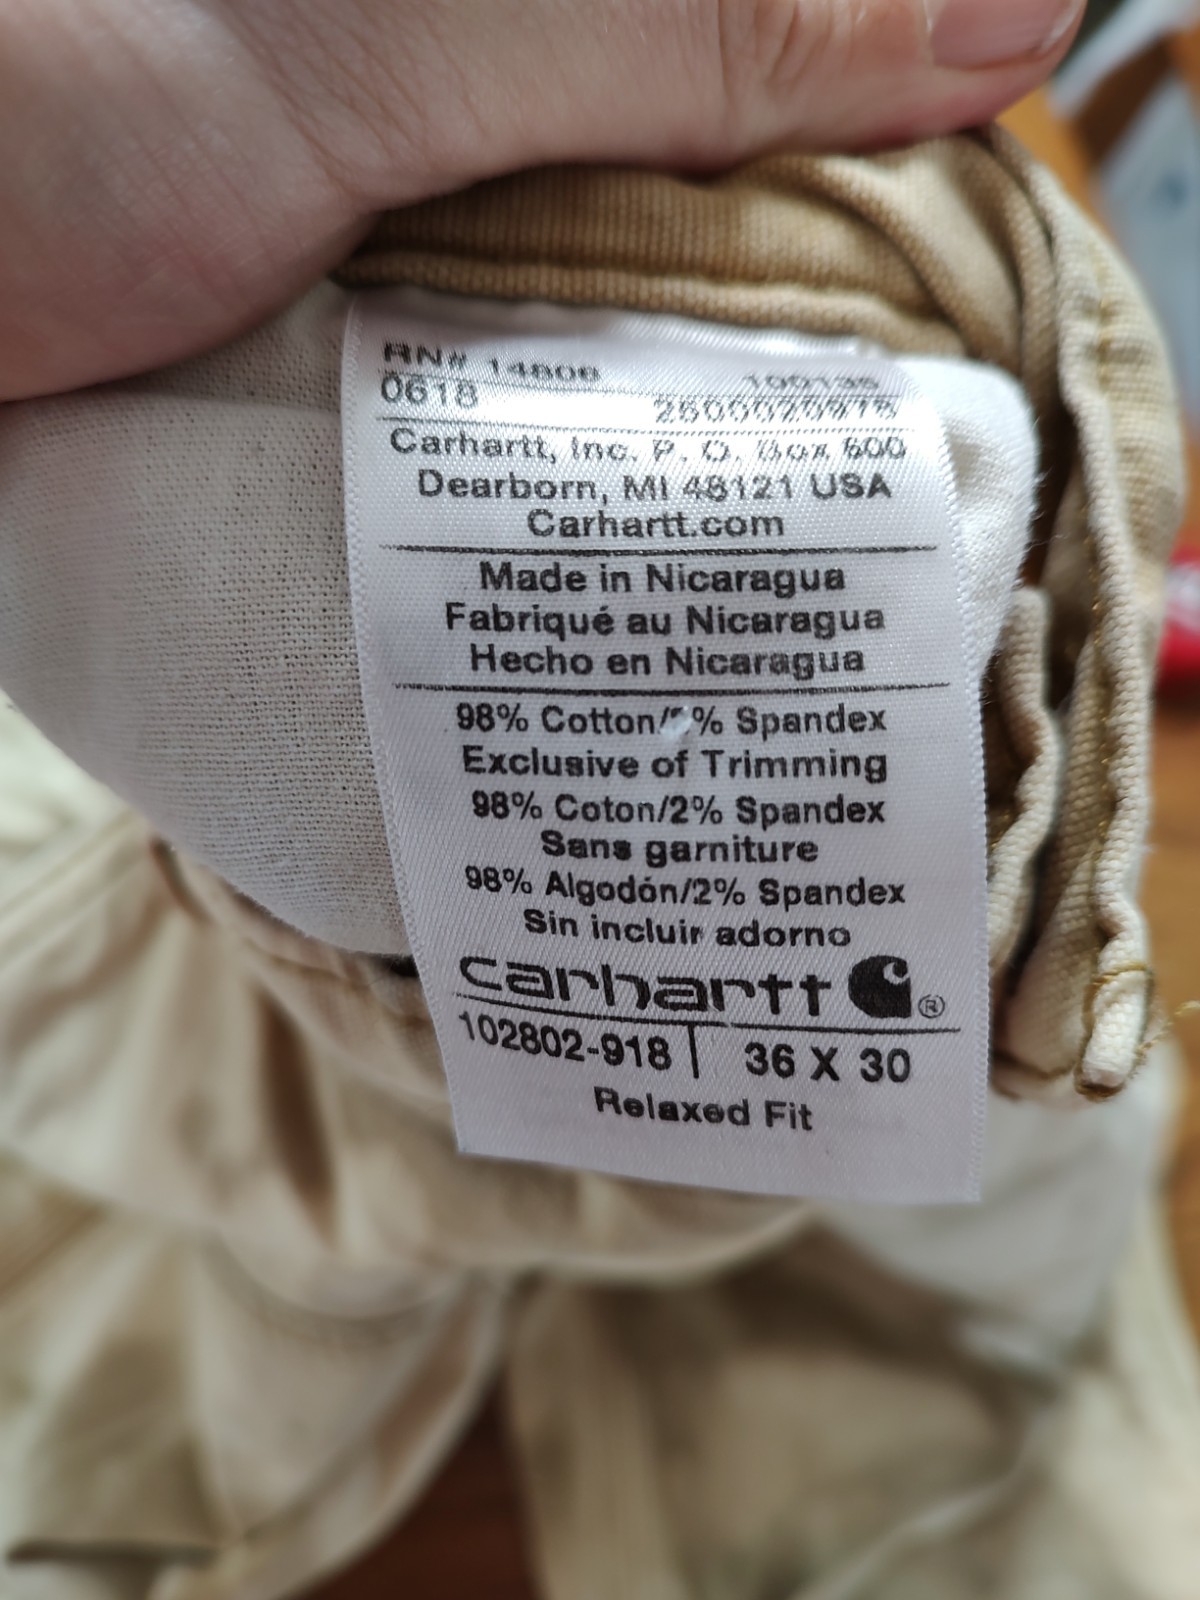 RN# 14806 100135
0618
Carhartt, Inc. P. O. Box 600
Dearborn, MI 48121 USA
Carhartt.com
Made in Nicaragua
Fabriqué au Nicaragua
Hecho en Nicaragua
98% Cotton/ % Spandex
Exclusive of Trimming
98% Coton/2% Spandex
Sans garniture
98% Algodón/2% Spandex
Sin incluir adorno
carhartt ®
102802-918 | 36 X 30
Relaxed Fit